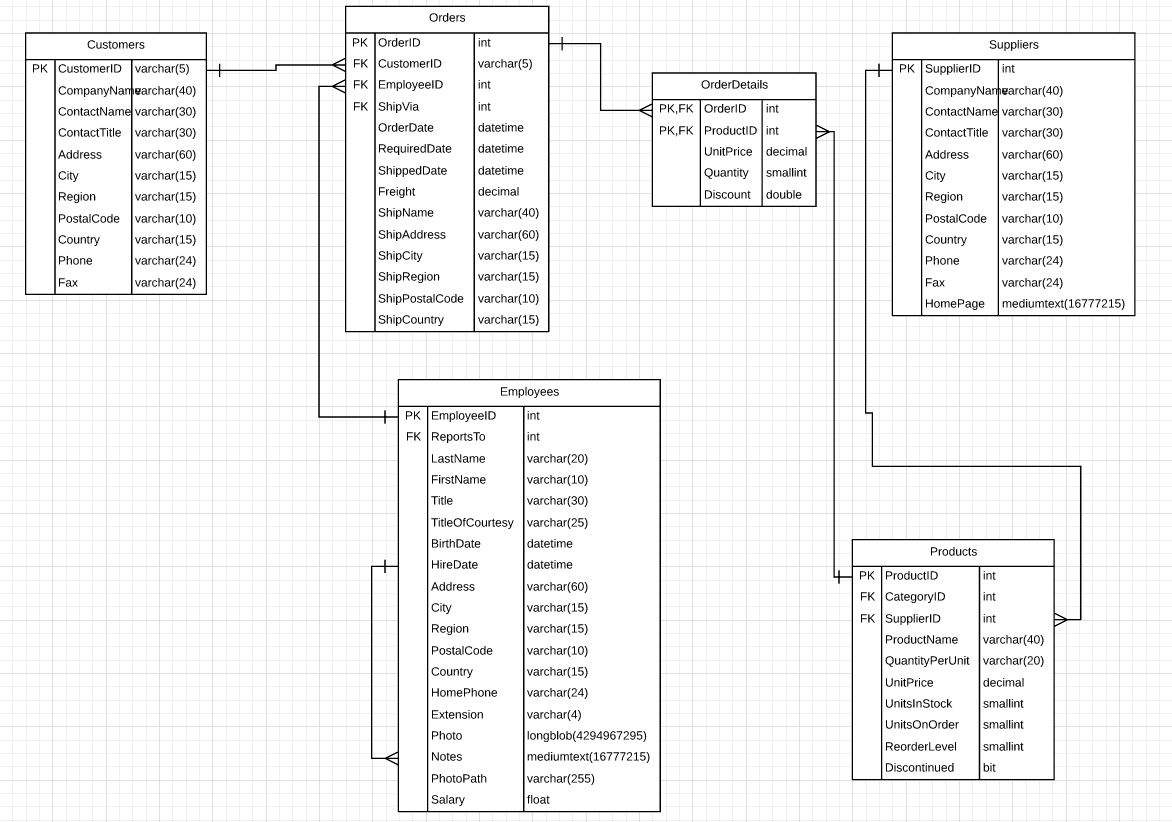 Customers
PK CustomerID varchar(5)
CompanyName varchar(40)
ContactName varchar(30)
ContactTitle varchar(30)
Address varchar(60)
City varchar(15)
Region varchar(15)
PostalCode varchar(10)
Country varchar(15)
Phone varchar(24)
Fax varchar(24)
Orders
PK OrderID int
FK CustomerID varchar(5)
FK EmployeeID int
FK ShipVia int
OrderDate datetime
RequiredDate datetime
ShippedDate datetime
Freight decimal
ShipName varchar(40)
ShipAddress varchar(60)
ShipCity varchar(15)
ShipRegion varchar(15)
ShipPostalCode varchar(10)
ShipCountry varchar(15)
OrderDetails
PK,FK OrderID int
PK,FK ProductID int
UnitPrice decimal
Quantity smallint
Discount double
Suppliers
PK SupplierID int
CompanyName varchar(40)
ContactName varchar(30)
ContactTitle varchar(30)
Address varchar(60)
City varchar(15)
Region varchar(15)
PostalCode varchar(10)
Country varchar(15)
Phone varchar(24)
Fax varchar(24)
HomePage mediumtext(16777215)
Employees
PK EmployeeID int
FK ReportsTo int
LastName varchar(20)
FirstName varchar(10)
Title varchar(30)
TitleOfCourtesy varchar(25)
BirthDate datetime
HireDate datetime
Address varchar(60)
City varchar(15)
Region varchar(15)
PostalCode varchar(10)
Country varchar(15)
HomePhone varchar(24)
Extension varchar(4)
Photo longblob(4294967295)
Notes mediumtext(16777215)
PhotoPath varchar(255)
Salary float
Products
PK ProductID int
FK CategoryID int
FK SupplierID int
ProductName varchar(40)
QuantityPerUnit varchar(20)
UnitPrice decimal
UnitsInStock smallint
UnitsOnOrder smallint
ReorderLevel smallint
Discontinued bit